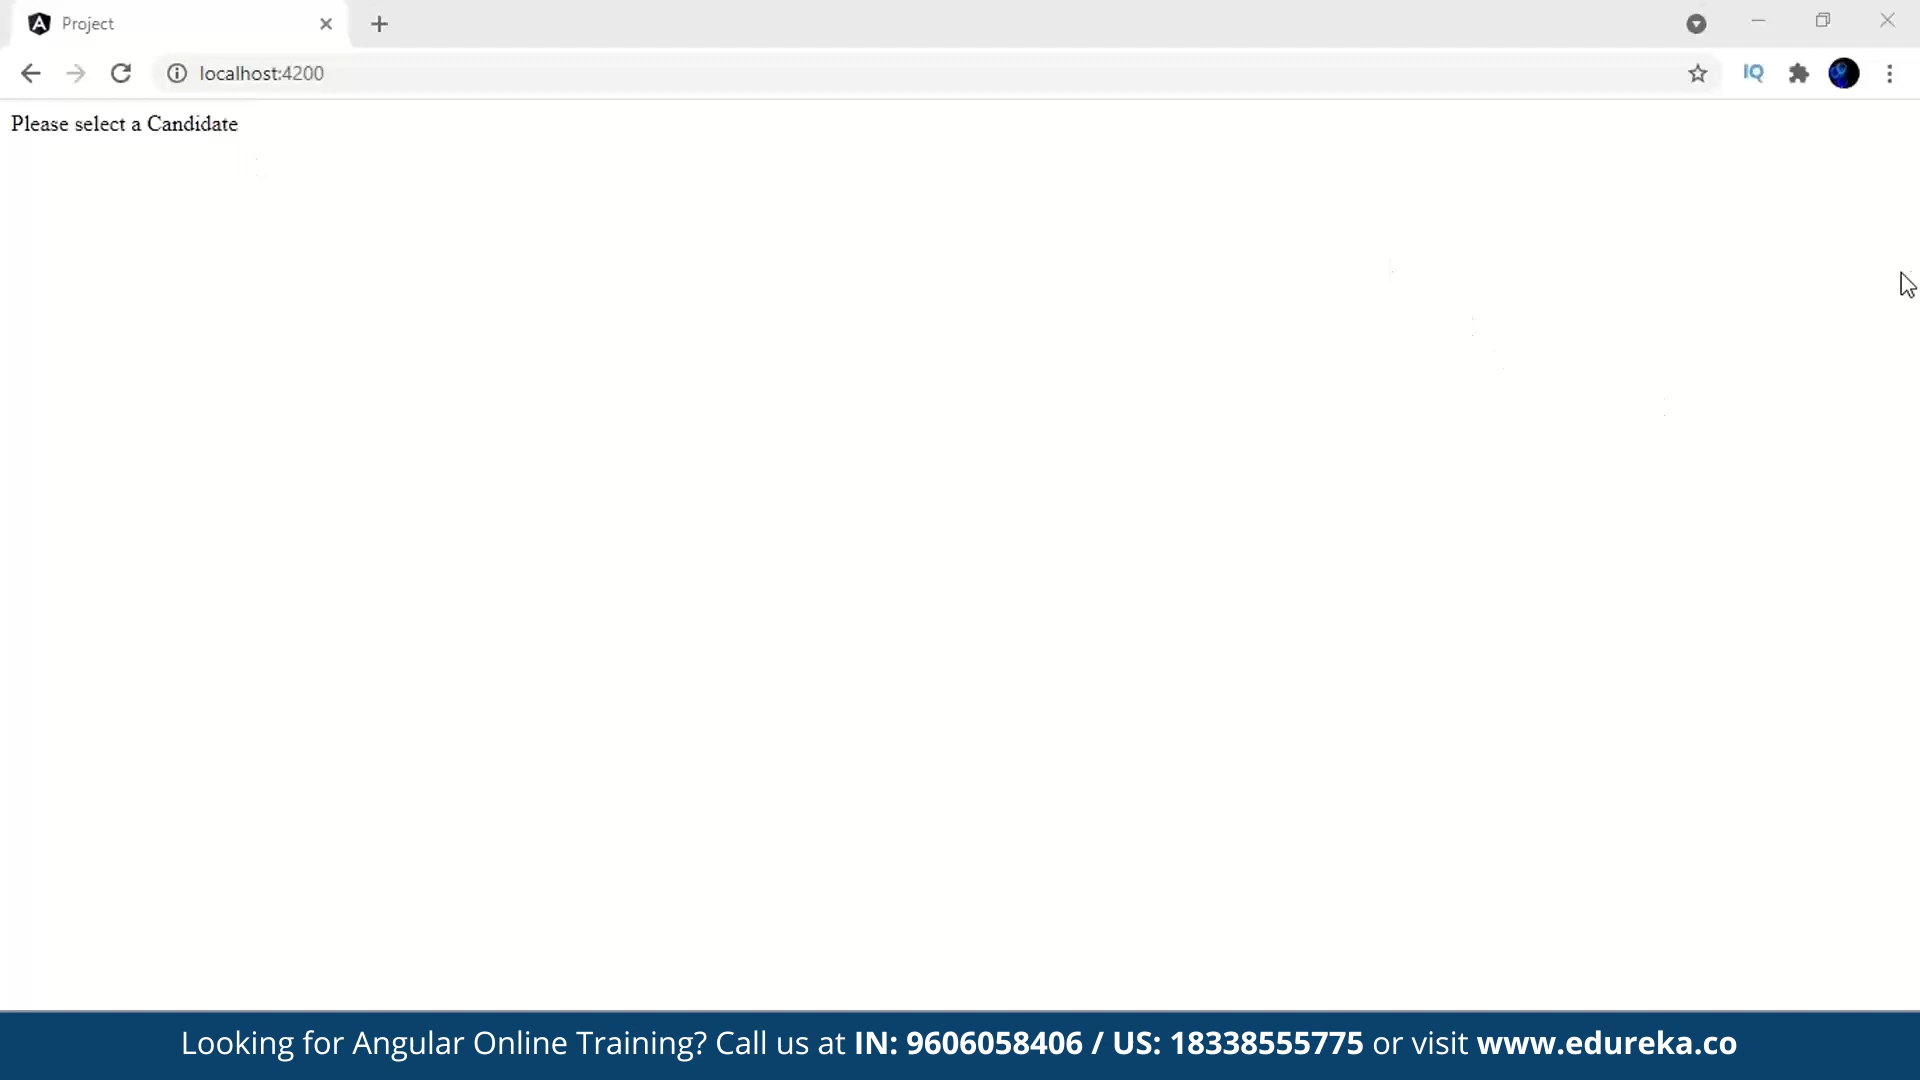 Project
localhost:4200
IQ
Please select a Candidate
Looking for Angular Online Training? Call us at IN: 9606058406 / US: 18338555775 or visit www.edureka.co